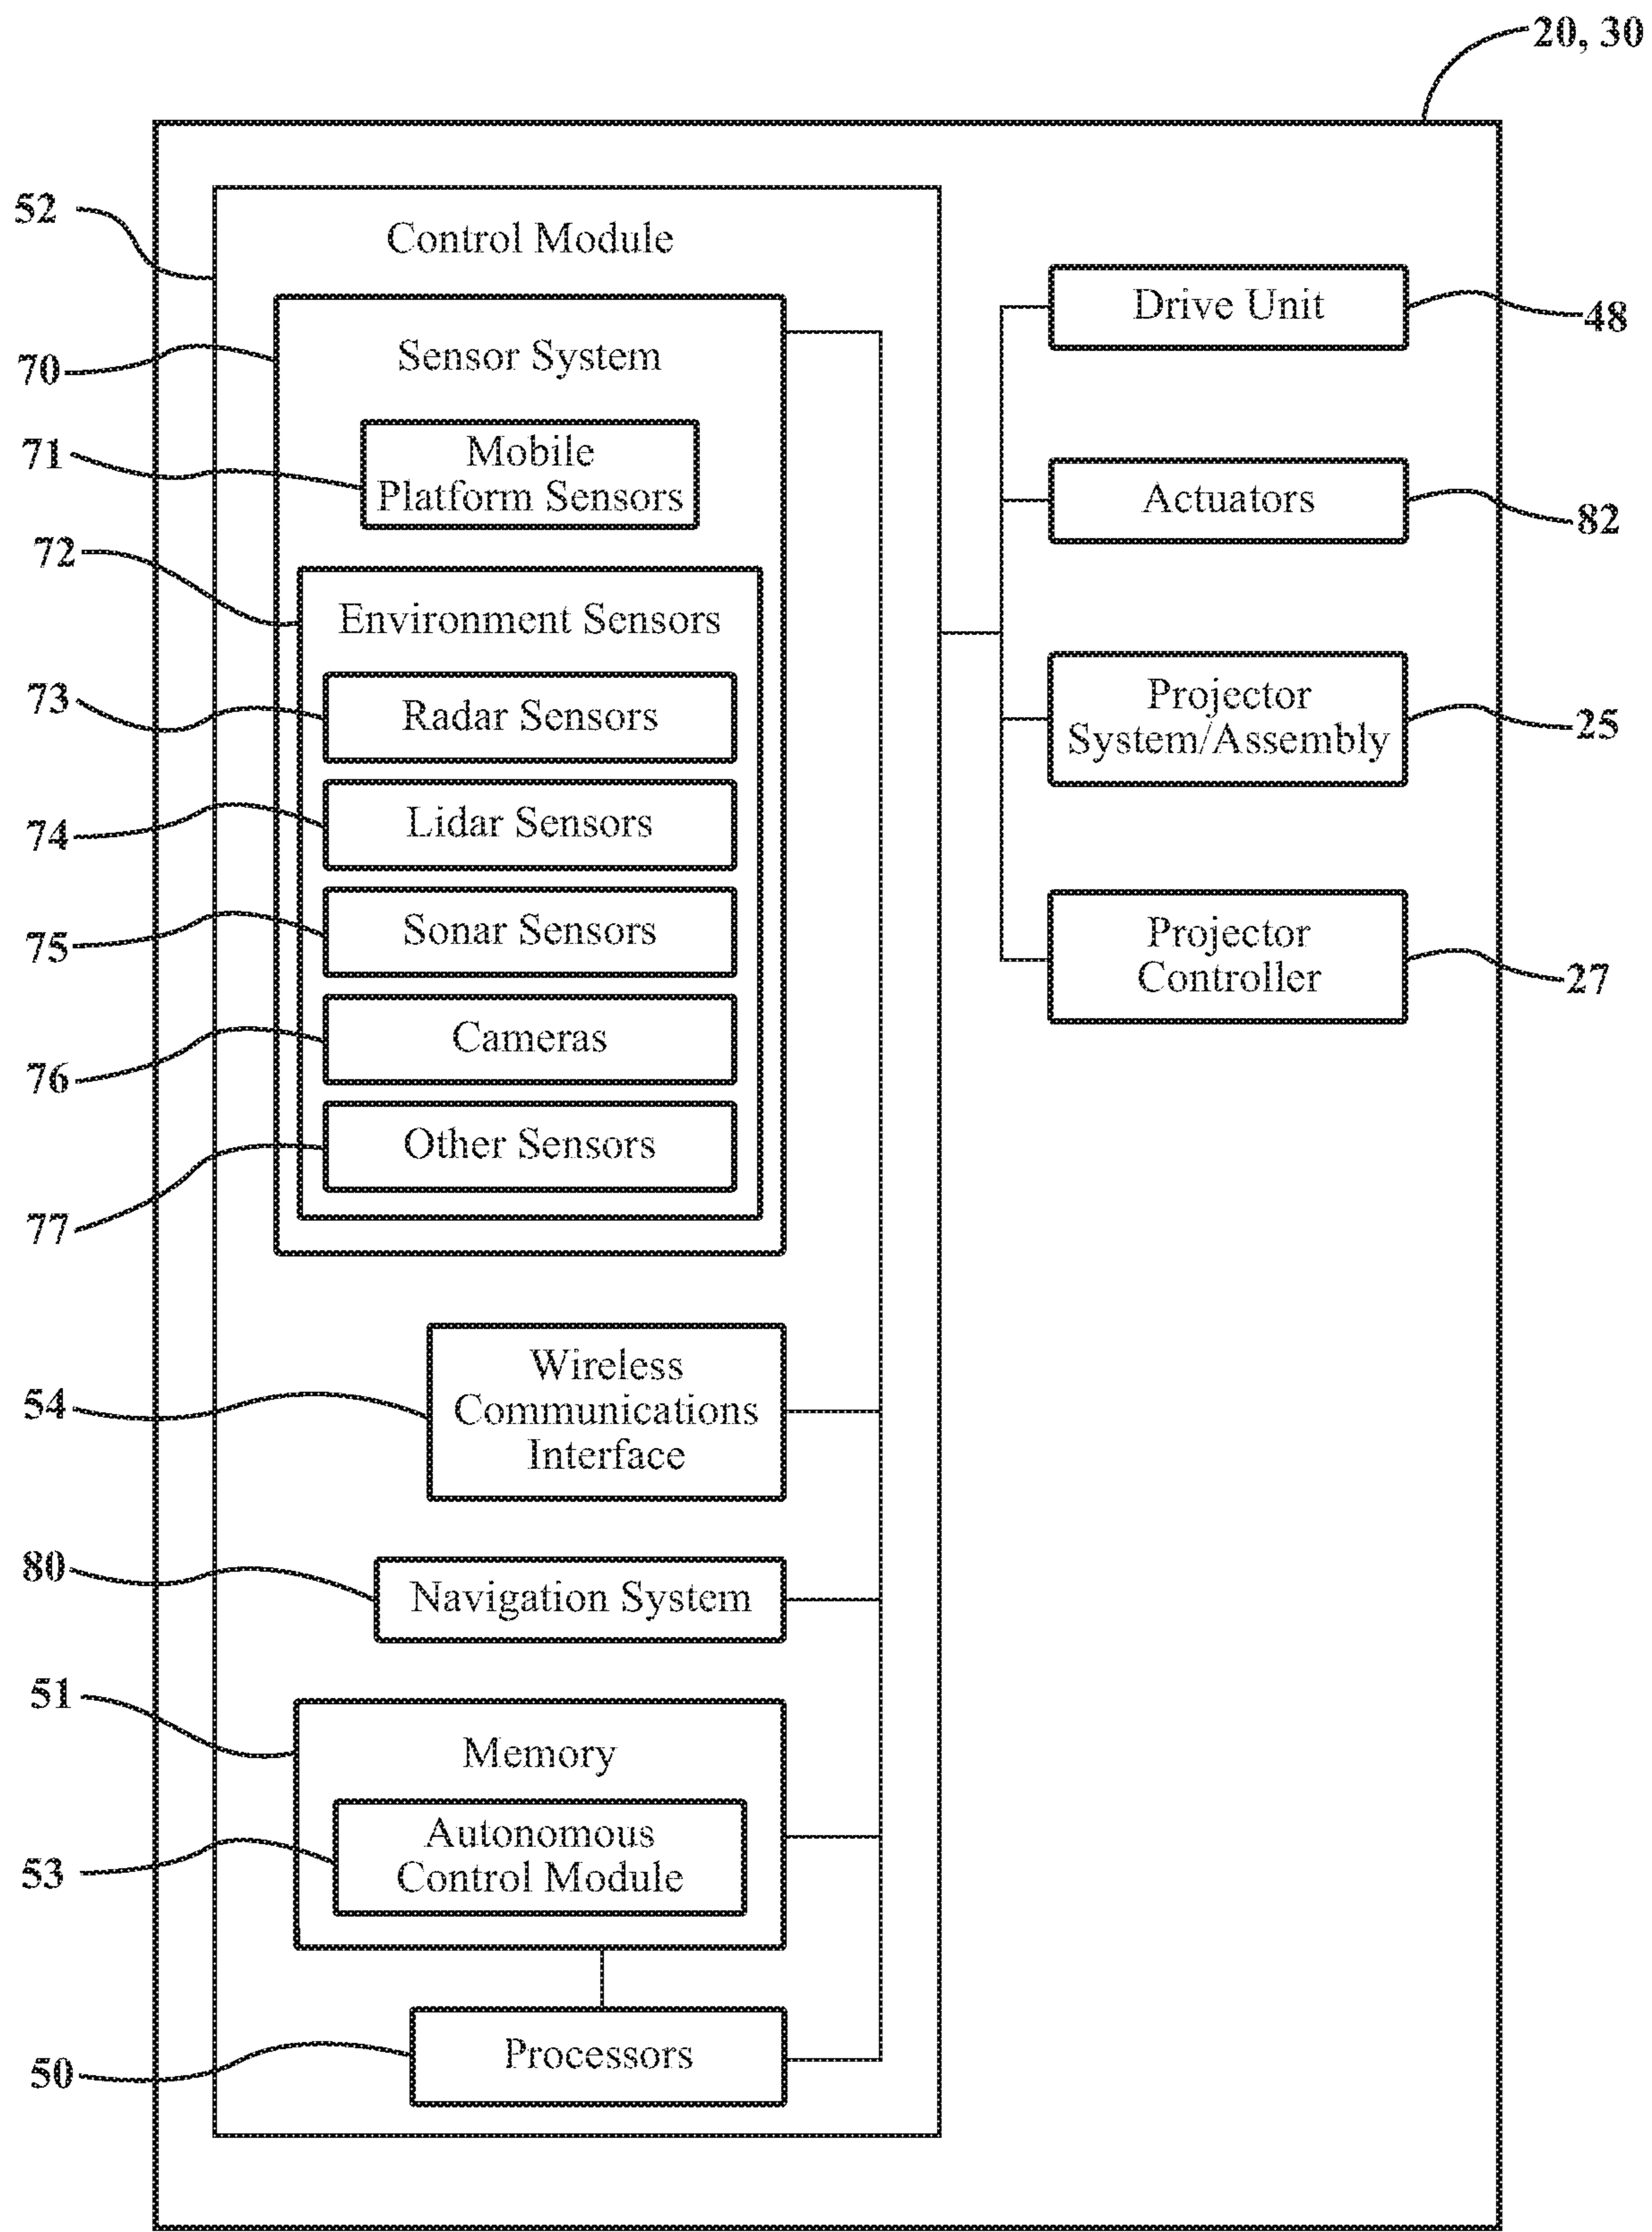 20, 30
52
Control Module
70
Sensor System
71
Mobile
Platform Sensors
72
Environment Sensors
73
Radar Sensors
74
Lidar Sensors
75
Sonar Sensors
76
Cameras
77
Other Sensors
54
Wireless
Communications
Interface
80
Navigation System
51
Memory
53
Autonomous
Control Module
50
Processors
Drive Unit
48
Actuators
82
Projector
System/Assembly
25
Projector
Controller
27